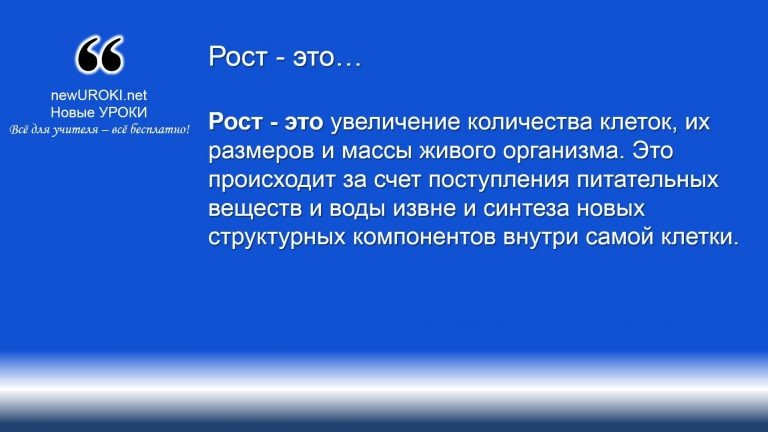 ❝
newUROKI.net
Новые УРОКИ
Всё для учителя – всё бесплатно!
Рост - это…
Рост - это увеличение количества клеток, их
размеров и массы живого организма. Это
происходит за счет поступления питательных
веществ и воды извне и синтеза новых
структурных компонентов внутри самой клетки.